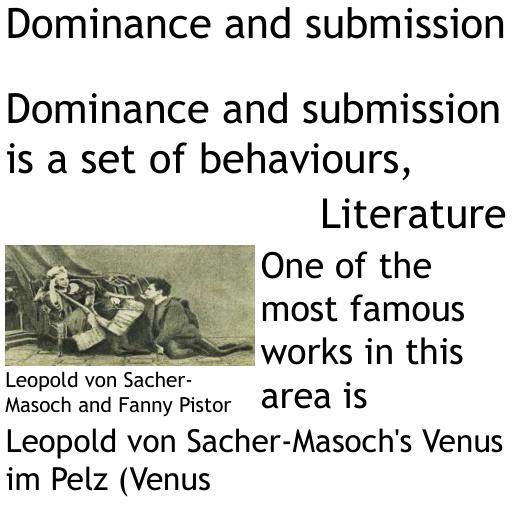 Dominance and submission
Dominance and submission
is a set of behaviours,
Literature
One of the
most famous
works in this
area is
Leopold von Sacher-
Masoch and Fanny Pistor
Leopold von Sacher-Masoch's Venus
im Pelz (Venus